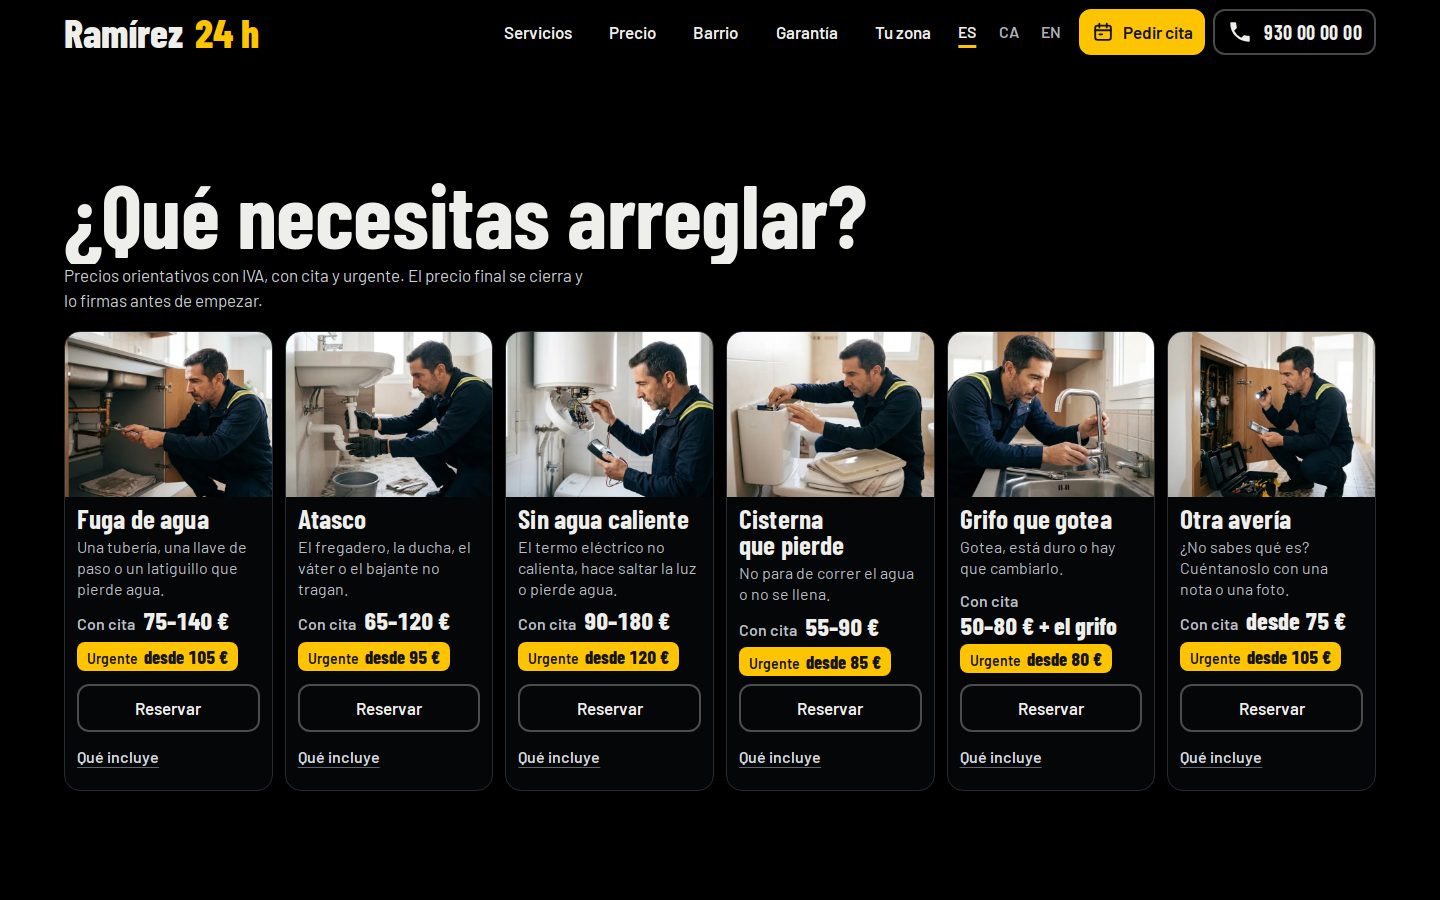 Ramírez 24 h
Servicios
Precio
Barrio
Garantía
Tu zona
ES
CA
EN
Pedir cita
930 00 00 00
¿Qué necesitas arreglar?
Precios orientativos con IVA, con cita y urgente. El precio final se cierra y
lo firmas antes de empezar.
Fuga de agua
Una tubería, una llave de
paso o un latiguillo que
pierde agua.
Con cita 75–140 €
Urgente desde 105 €
Reservar
Qué incluye
Atasco
El fregadero, la ducha, el
váter o el bajante no
tragan.
Con cita 65–120 €
Urgente desde 95 €
Reservar
Qué incluye
Sin agua caliente
El termo eléctrico no
calienta, hace saltar la luz
o pierde agua.
Con cita 90–180 €
Urgente desde 120 €
Reservar
Qué incluye
Cisterna
que pierde
No para de correr el agua
o no se llena.
Con cita 55–90 €
Urgente desde 85 €
Reservar
Qué incluye
Grifo que gotea
Gotea, está duro o hay
que cambiarlo.
Con cita
50–80 € + el grifo
Urgente desde 80 €
Reservar
Qué incluye
Otra avería
¿No sabes qué es?
Cuéntanoslo con una
nota o una foto.
Con cita desde 75 €
Urgente desde 105 €
Reservar
Qué incluye